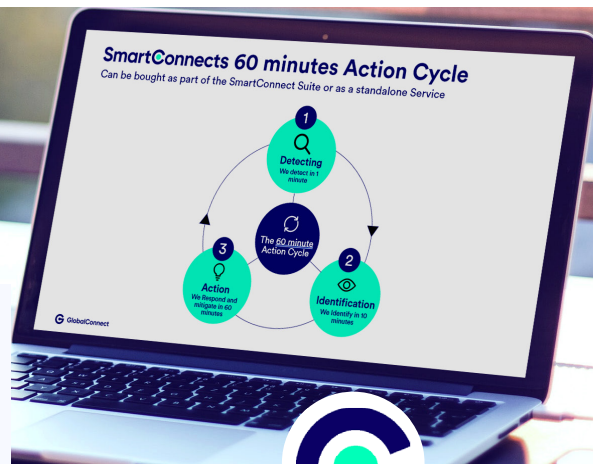 SmartConnects 60 minutes Action Cycle
Can be bought as part of the SmartConnect Suite or as a standalone Service
1
Detecting
We detect in 1
minute
The 60 minute
Action Cycle
2
Identification
We Identify in 10
minutes
3
Action
We Respond and
mitigate in 60
minutes
GlobalConnect